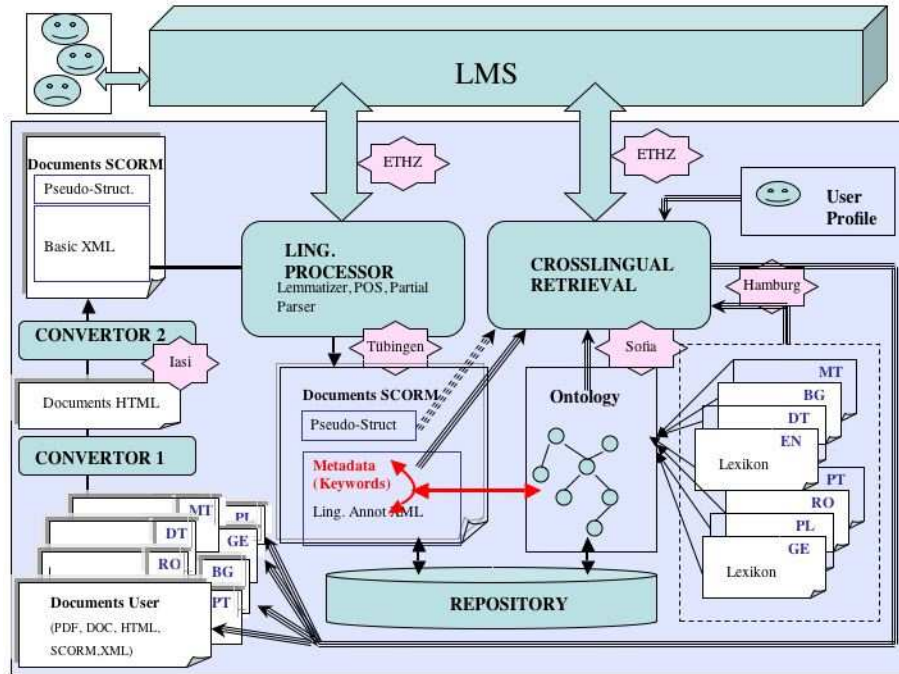 LMS
ETHZ
ETHZ
Documents SCORM
Pseudo-Struct.
Basic XML
LING.
PROCESSOR
Lemmatizer, POS, Partial
Parser
CROSSLINGUAL
RETRIEVAL
User
Profile
Hamburg
CONVERTOR 2
Iasi
Tübingen
Sofia
Documents HTML
CONVERTOR 1
Documents SCORM
Pseudo-Struct
Metadata
(Keywords)
Ling. Annot XML
Ontology
MT
BG
DT
EN
Lexikon
PT
RO
PL
GE
Lexikon
MT
PL
DT
GE
RO
BG
PT
Documents User
(PDF, DOC, HTML,
SCORM,XML)
REPOSITORY